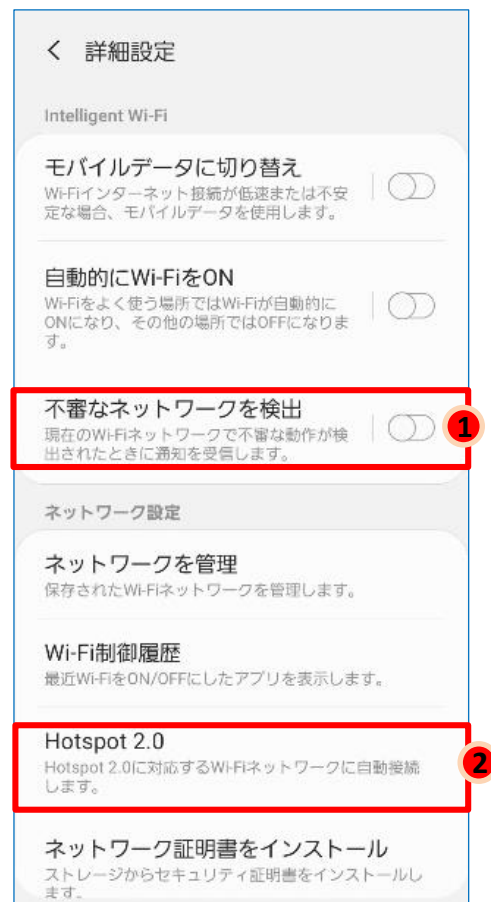 詳細設定
Intelligent Wi-Fi
モバイルデータに切り替え
Wi-Fiインターネット接続が低速または不安
定な場合、モバイルデータを使用します。
自動的にWi-FiをON
Wi-Fiをよく使う場所ではWi-Fiが自動的に
ONになり、その他の場所ではOFFになりま
す。
不審なネットワークを検出
現在のWi-Fiネットワークで不審な動作が検
出されたときに通知を受信します。
1
ネットワーク設定
ネットワークを管理
保存されたWi-Fiネットワークを管理します。
Wi-Fi制御履歴
最近Wi-FiをON/OFFにしたアプリを表示します。
Hotspot 2.0
Hotspot 2.0に対応するWi-Fiネットワークに自動接続
します。
2
ネットワーク証明書をインストール
ストレージからセキュリティ証明書をインストールし
ます。